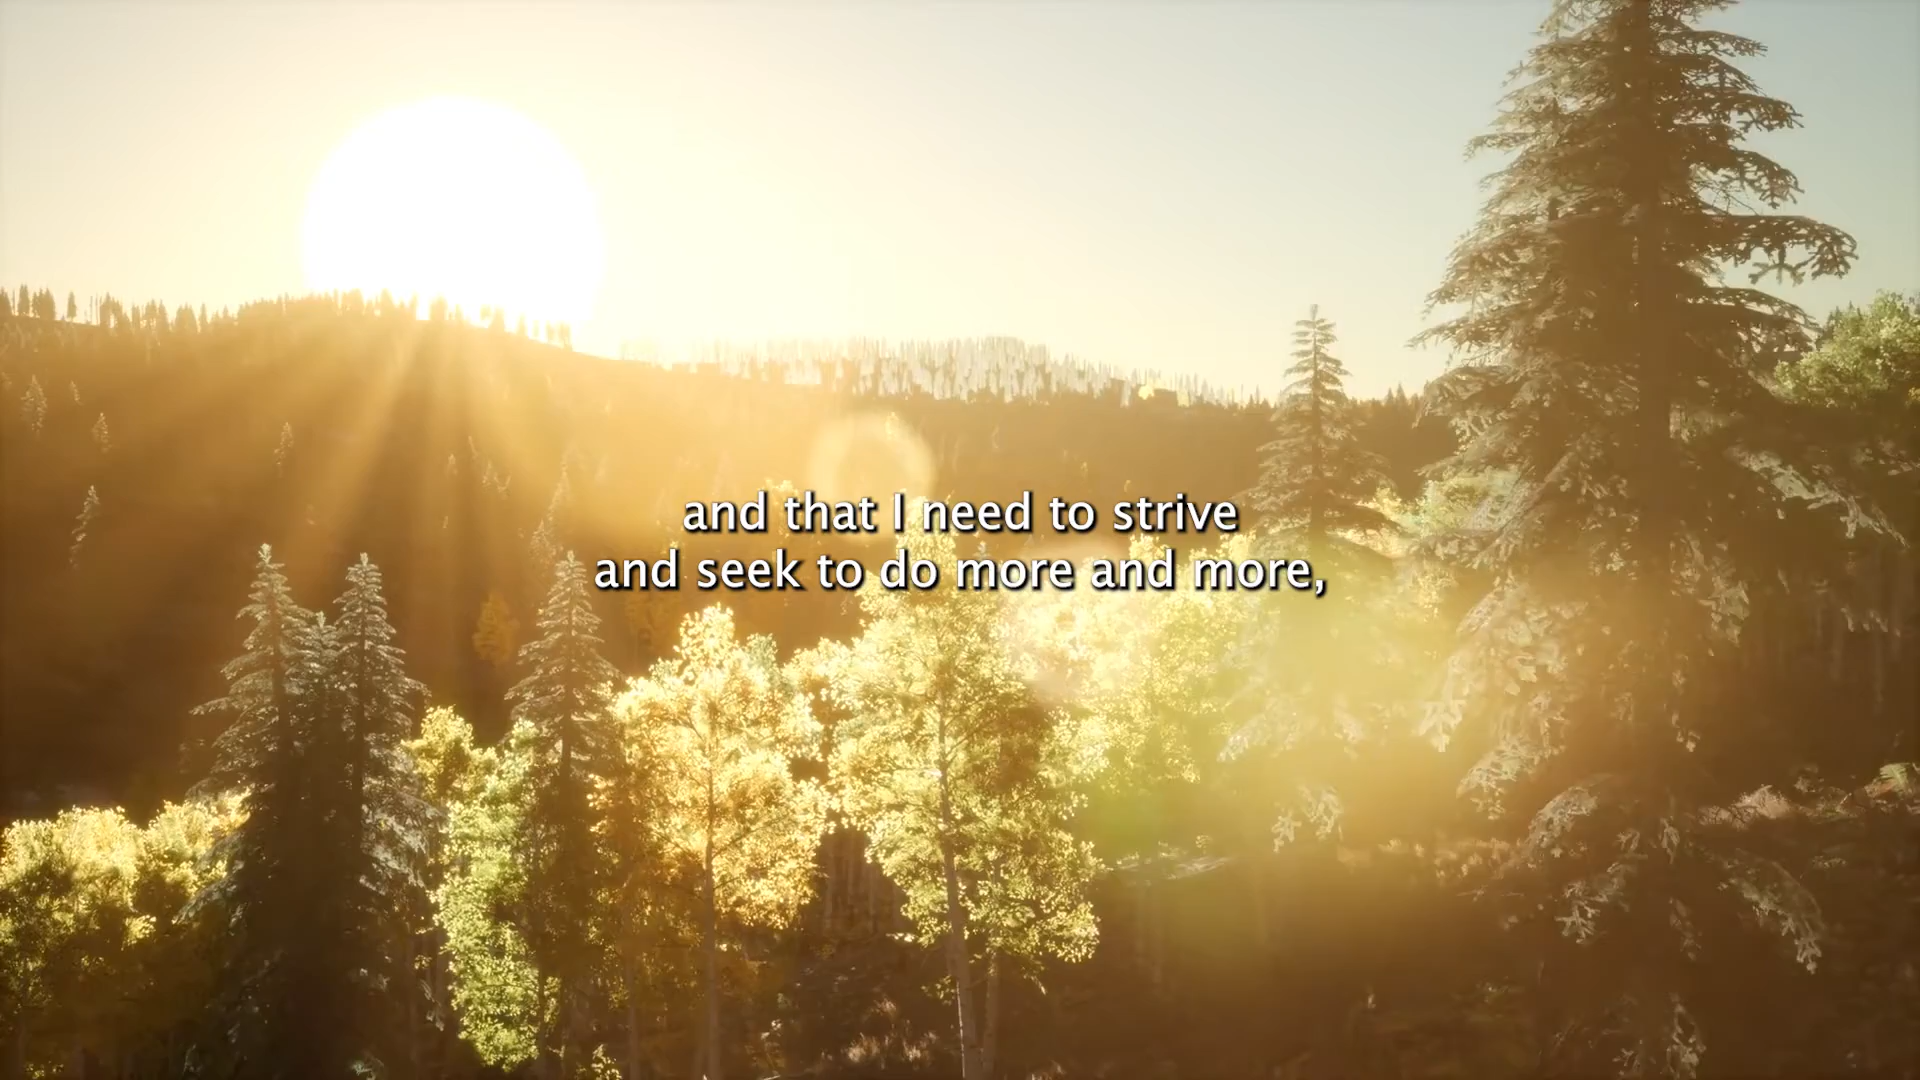 and that I need to strive
and seek to do more and more,